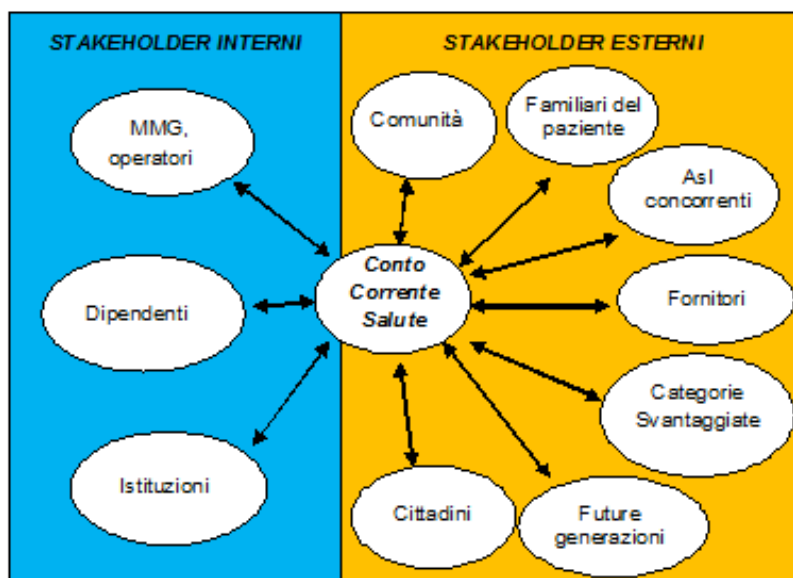 STAKEHOLDER INTERNI
STAKEHOLDER ESTERNI
MMG,
operatori
Dipendenti
Istituzioni
Conto
Corrente
Salute
Comunità
Familiari del
paziente
Asl
concorrenti
Fornitori
Categorie
Svantaggiate
Future
generazioni
Cittadini